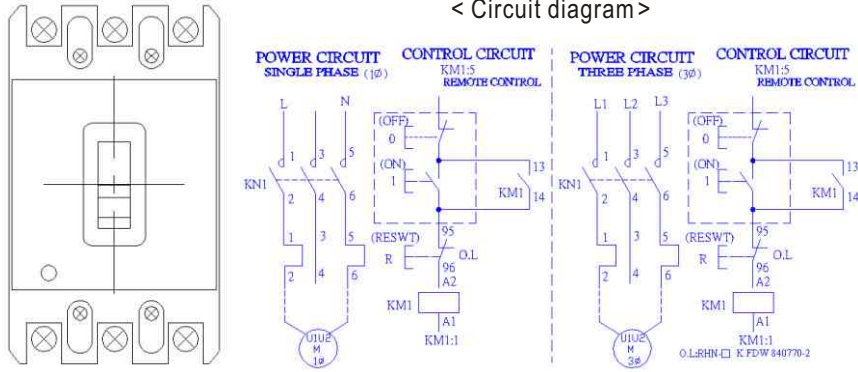 < Circuit diagram >
POWER CIRCUIT
SINGLE PHASE (1Ø)
L N
KN1
1 3 5
2 4 6
1 3 5
2 4 6
U1U2
M
1ø
CONTROL CIRCUIT
KM1:5
REMOTE CONTROL
(OFF)
0
(ON)
1
13
KM1
14
95
(RESWT)
R
O.L
96
A2
KM1
A1
KM1:1
POWER CIRCUIT
THREE PHASE (3Ø)
L1 L2 L3
KN1
1 3 5
2 4 6
1 3 5
2 4 6
U1U2
M
3ø
CONTROL CIRCUIT
KM1:5
REMOTE CONTROL
(OFF)
0
(ON)
1
13
KM1
14
95
(RESWT)
R
O.L
96
A2
KM1
A1
KM1:1
O.L:RHN-□ K FDW 840770-2